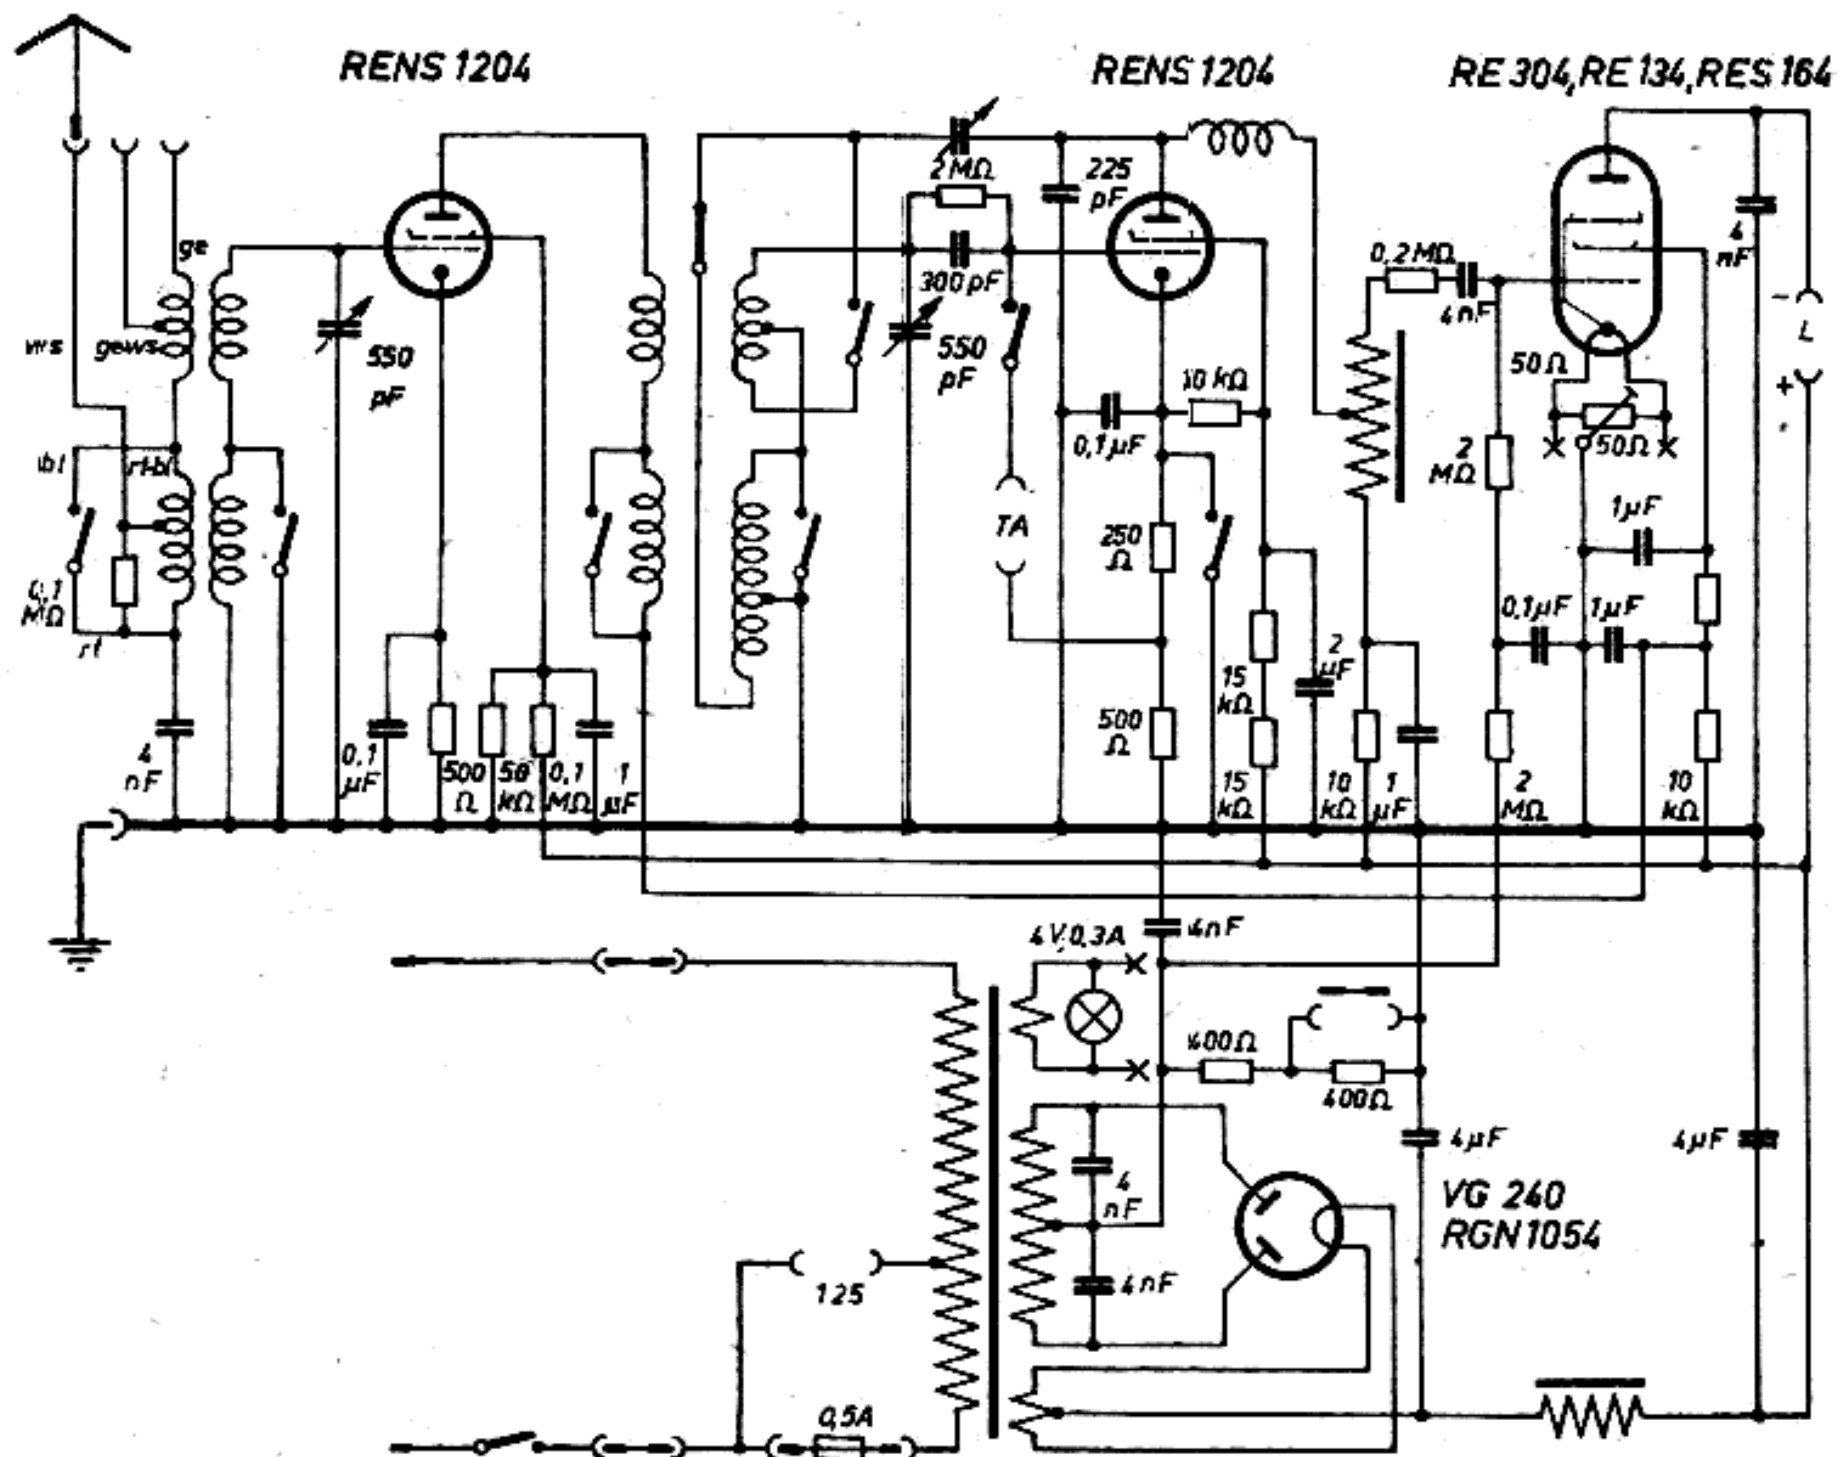 RENS 1204
RENS 1204
RE 304, RE 134, RES 164
ge
ws
gews
550
pF
2 MΩ
225
pF
300 pF
550
pF
0,2 MΩ
4 nF
4
nF
-
L
+
50 Ω
50 Ω
10 kΩ
0,1 µF
bl
rt-bl
2
MΩ
1 µF
TA
250
Ω
0,1
MΩ
rt
0,1 µF
1 µF
2
µF
15
kΩ
500
Ω
4
nF
0,1
µF
500
Ω
50
kΩ
0,1
MΩ
1
µF
15
kΩ
10
kΩ
1
µF
2
MΩ
10
kΩ
4 V, 0,3 A
4 nF
400 Ω
400 Ω
4 µF
4 µF
4
nF
VG 240
RGN 1054
4 nF
125
0,5 A